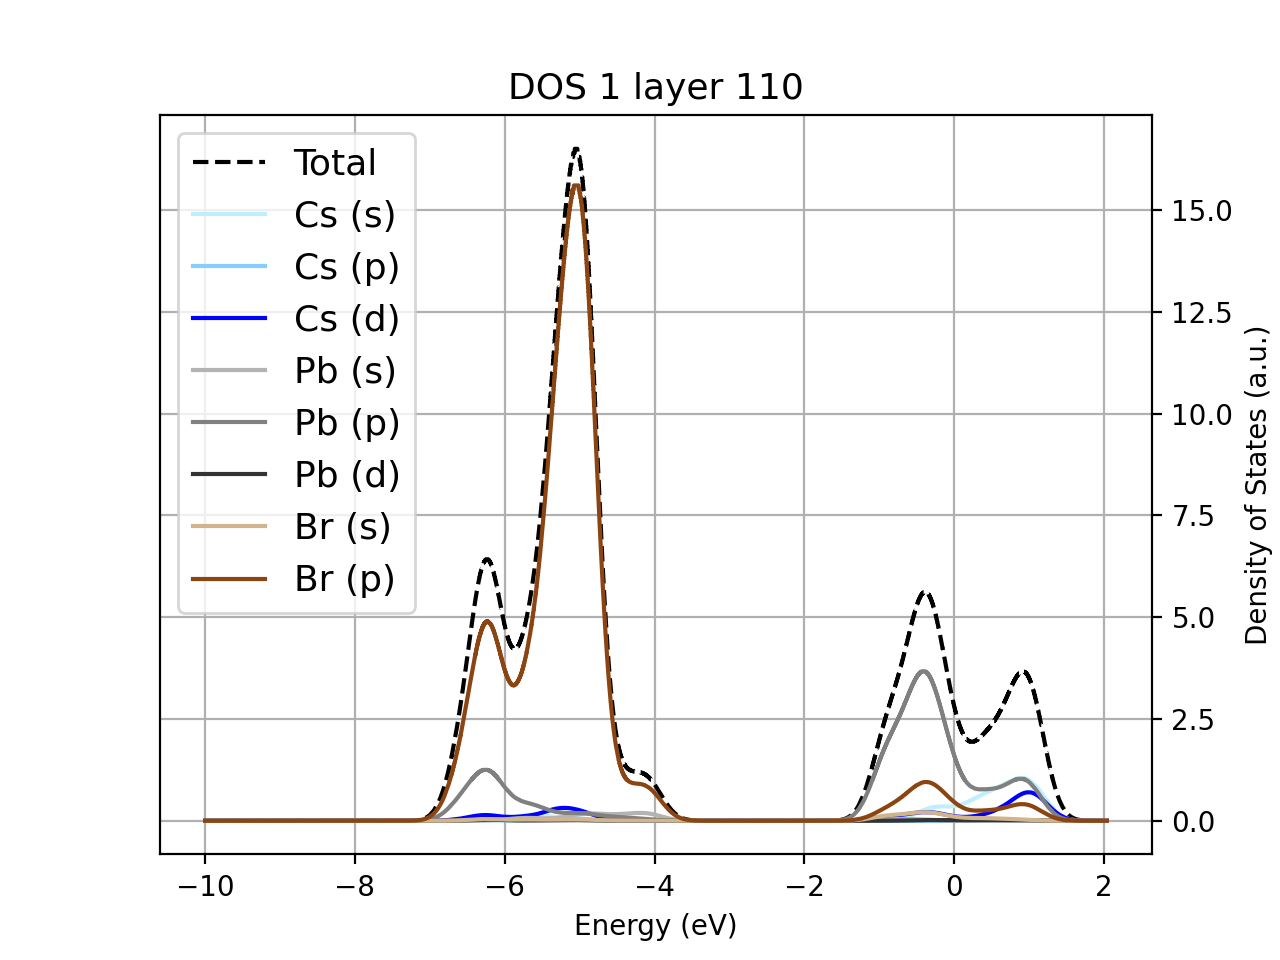 DOS 1 layer 110
Total
Cs (s)
Cs (p)
Cs (d)
Pb (s)
Pb (p)
Pb (d)
Br (s)
Br (p)
15.0
12.5
10.0
7.5
5.0
2.5
0.0
Density of States (a.u.)
−10 −8 −6 −4 −2 0 2
Energy (eV)